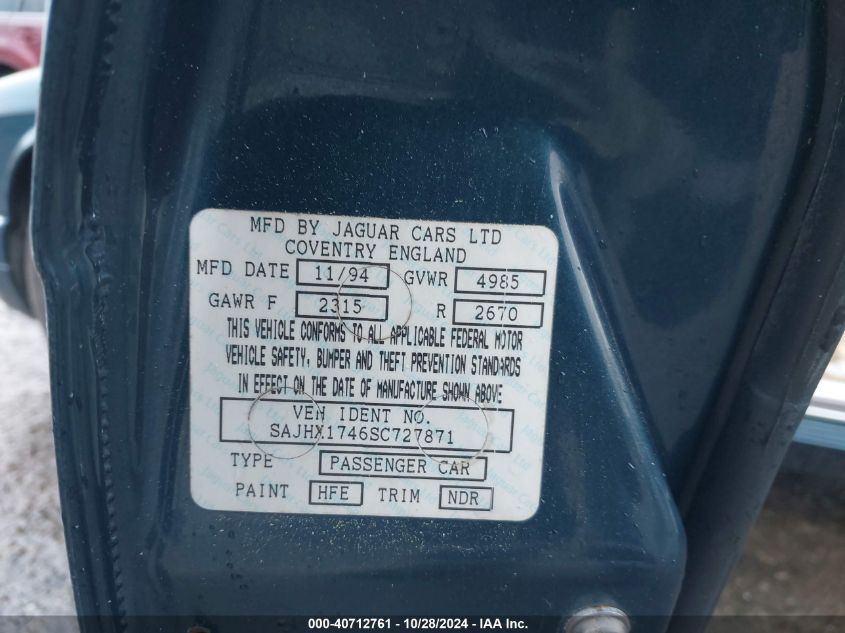 MFD BY JAGUAR CARS LTD
COVENTRY ENGLAND
MFD DATE 11/94 GVWR 4985
GAWR F 2315 R 2670
THIS VEHICLE CONFORMS TO ALL APPLICABLE FEDERAL MOTOR
VEHICLE SAFETY, BUMPER AND THEFT PREVENTION STANDARDS
IN EFFECT ON THE DATE OF MANUFACTURE SHOWN ABOVE
VEH IDENT NO.
SAJHX1746SC727871
TYPE PASSENGER CAR
PAINT HFE TRIM NDR
000-40712761 - 10/28/2024 - IAA Inc.